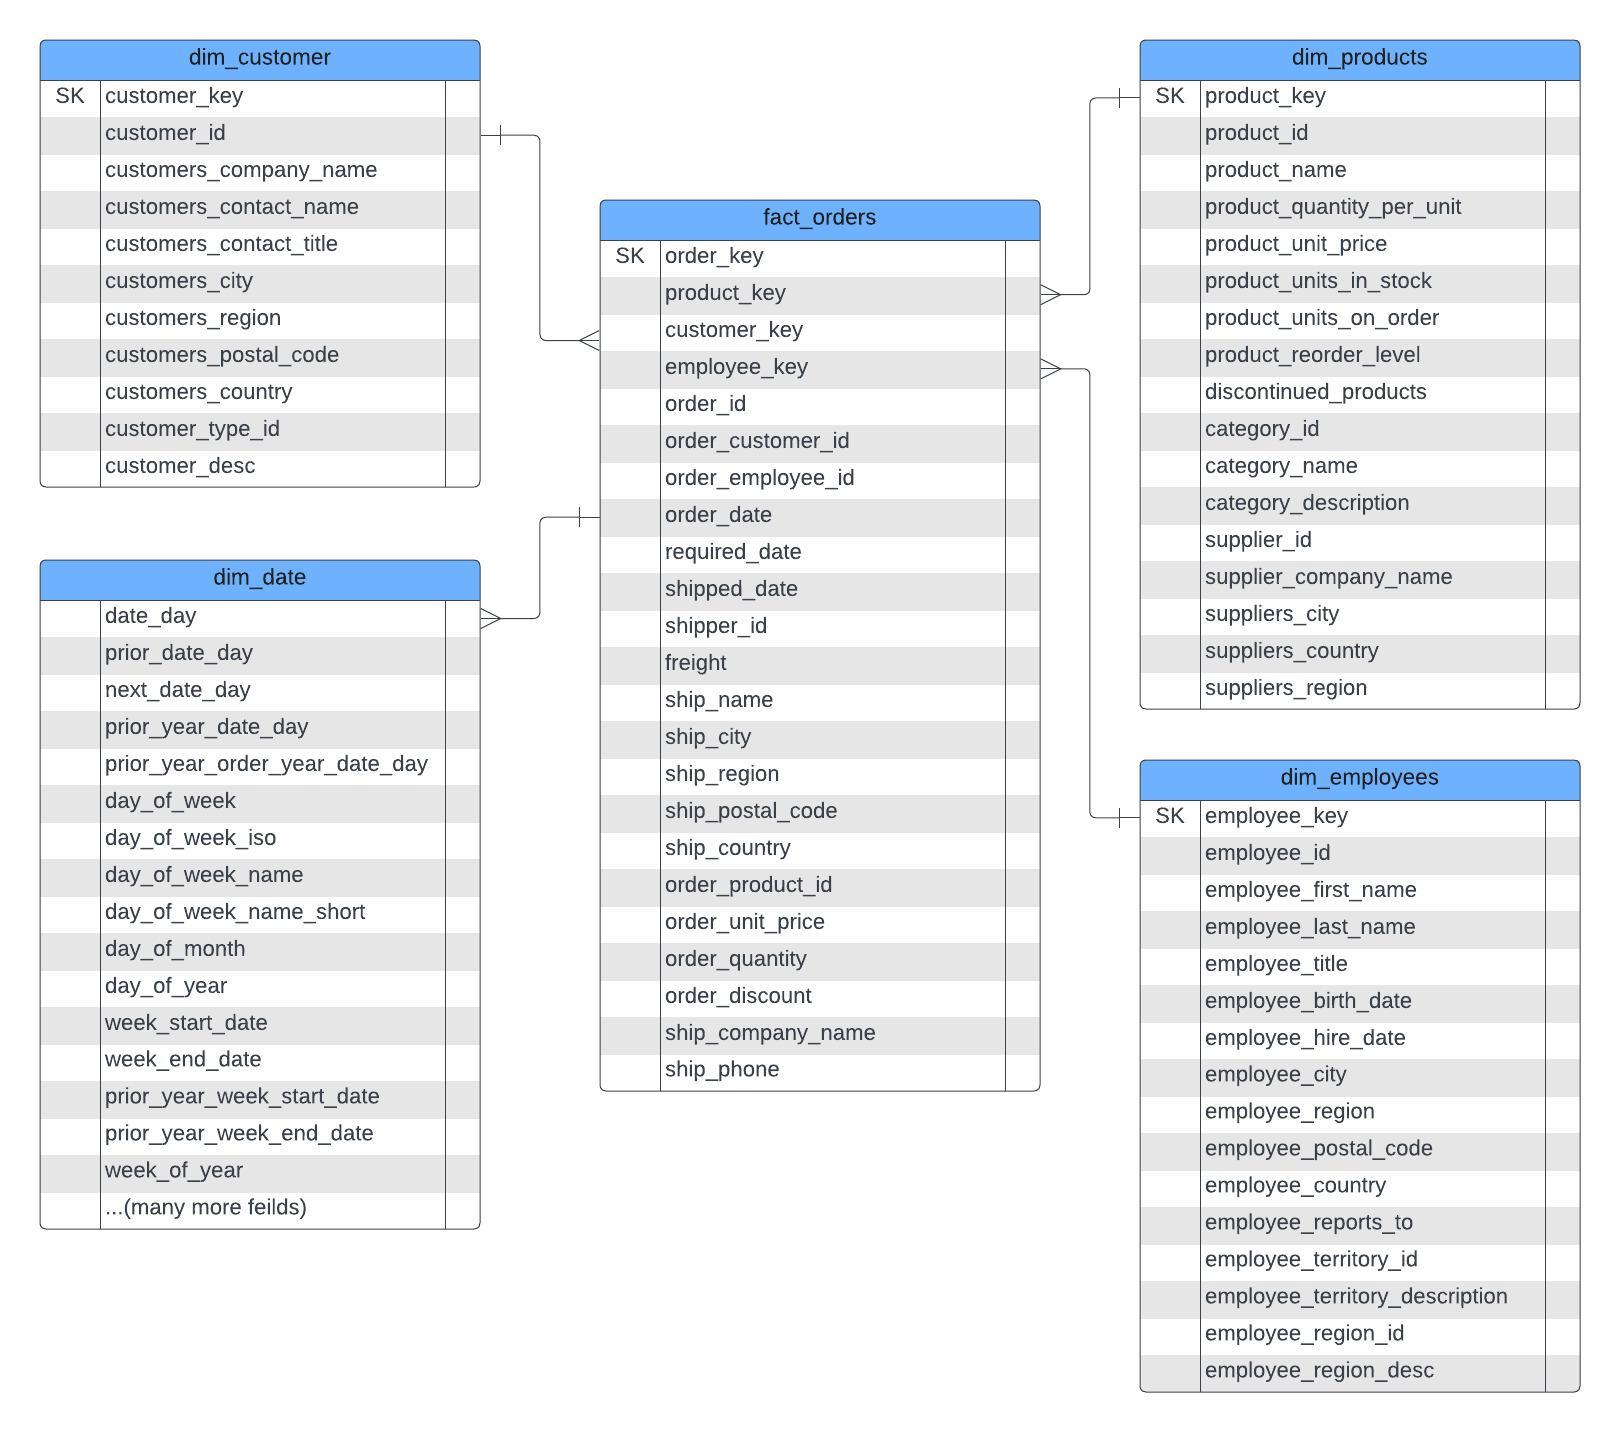 dim_customer
SK customer_key
customer_id
customers_company_name
customers_contact_name
customers_contact_title
customers_city
customers_region
customers_postal_code
customers_country
customer_type_id
customer_desc
dim_date
date_day
prior_date_day
next_date_day
prior_year_date_day
prior_year_order_year_date_day
day_of_week
day_of_week_iso
day_of_week_name
day_of_week_name_short
day_of_month
day_of_year
week_start_date
week_end_date
prior_year_week_start_date
prior_year_week_end_date
week_of_year
...(many more feilds)
fact_orders
SK order_key
product_key
customer_key
employee_key
order_id
order_customer_id
order_employee_id
order_date
required_date
shipped_date
shipper_id
freight
ship_name
ship_city
ship_region
ship_postal_code
ship_country
order_product_id
order_unit_price
order_quantity
order_discount
ship_company_name
ship_phone
dim_products
SK product_key
product_id
product_name
product_quantity_per_unit
product_unit_price
product_units_in_stock
product_units_on_order
product_reorder_level
discontinued_products
category_id
category_name
category_description
supplier_id
supplier_company_name
suppliers_city
suppliers_country
suppliers_region
dim_employees
SK employee_key
employee_id
employee_first_name
employee_last_name
employee_title
employee_birth_date
employee_hire_date
employee_city
employee_region
employee_postal_code
employee_country
employee_reports_to
employee_territory_id
employee_territory_description
employee_region_id
employee_region_desc